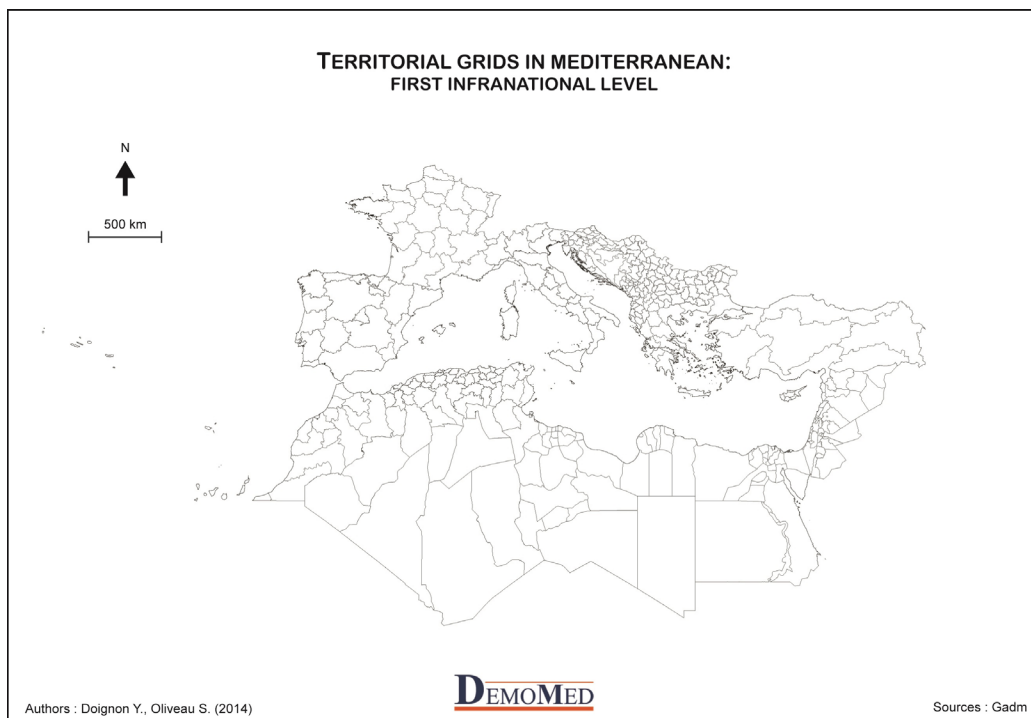 TERRITORIAL GRIDS IN MEDITERRANEAN:
FIRST INFRANATIONAL LEVEL
N
500 km
DEMOMED
Authors : Doignon Y., Oliveau S. (2014)
Sources : Gadm